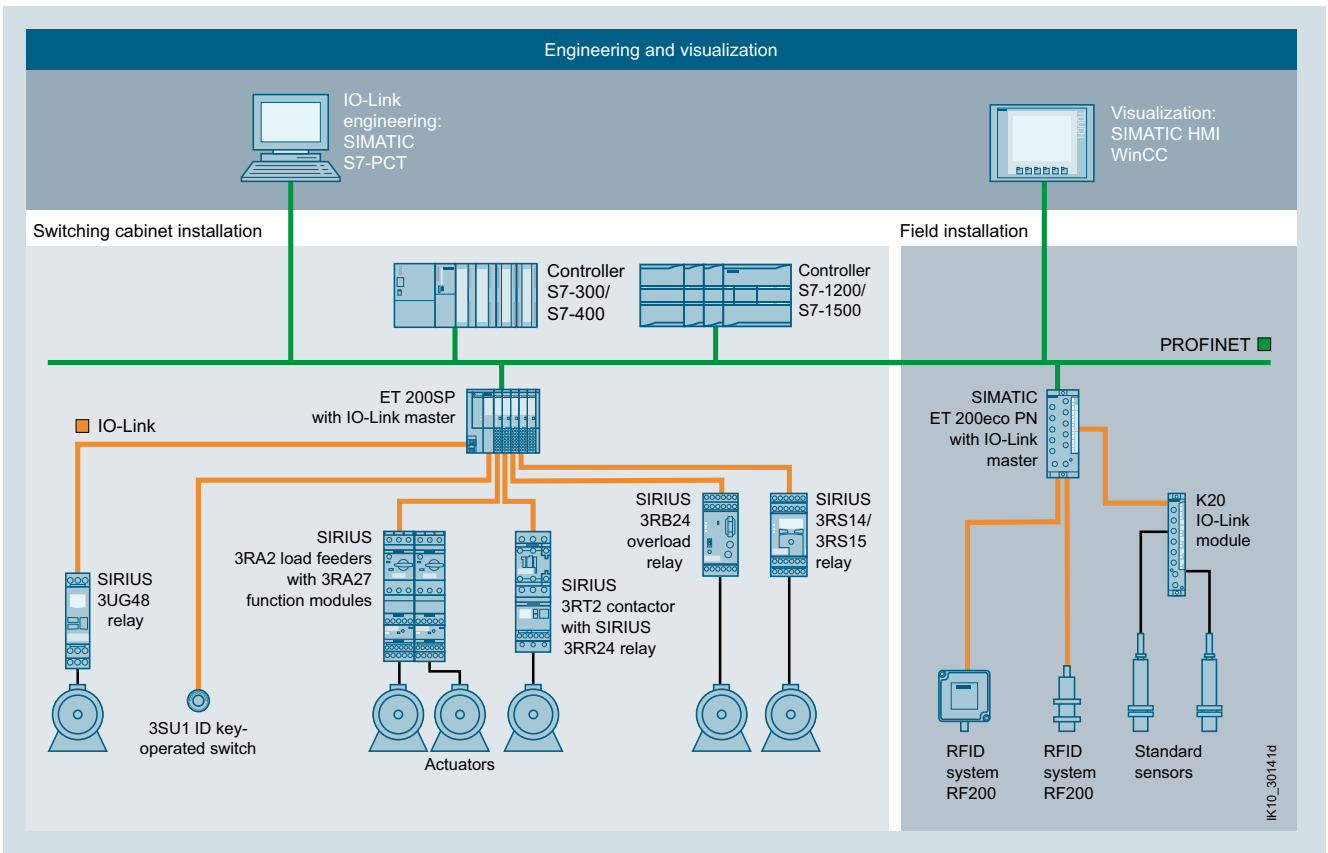 Engineering and visualization
IO-Link
engineering:
SIMATIC
S7-PCT
Visualization:
SIMATIC HMI
WinCC
Switching cabinet installation
Field installation
Controller
S7-300/
S7-400
Controller
S7-1200/
S7-1500
PROFINET
ET 200SP
with IO-Link master
SIMATIC
ET 200eco PN
with IO-Link
master
IO-Link
SIRIUS
3UG48
relay
3SU1 ID key-
operated switch
SIRIUS
3RA2 load feeders
with 3RA27
function modules
SIRIUS
3RT2 contactor
with SIRIUS
3RR24 relay
SIRIUS
3RB24
overload
relay
SIRIUS
3RS14/
3RS15
relay
K20
IO-Link
module
Actuators
RFID
system
RF200
RFID
system
RF200
Standard
sensors
IK10_30141d